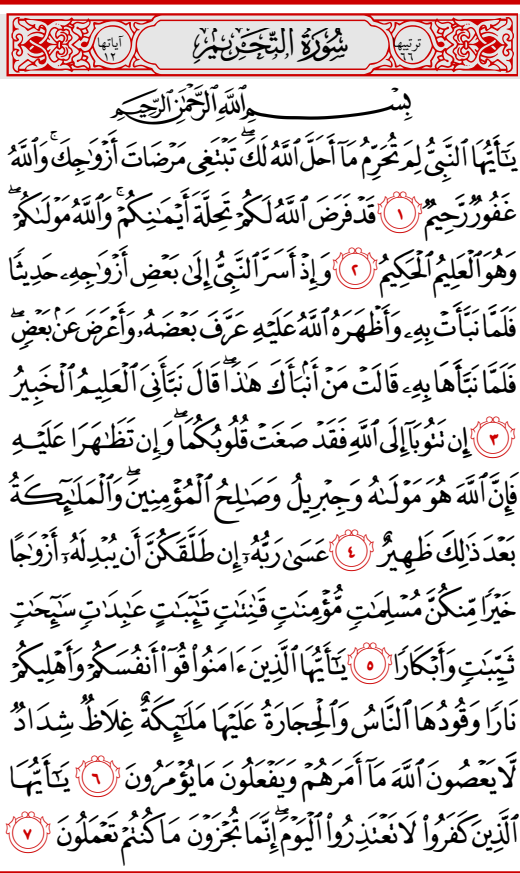 ترتيبها ٦٦ سُورَةُ التَّحْرِيمِ آياتها ١٢
بِسْمِ ٱللَّهِ ٱلرَّحْمَٰنِ ٱلرَّحِيمِ
يَٰٓأَيُّهَا ٱلنَّبِىُّ لِمَ تُحَرِّمُ مَآ أَحَلَّ ٱللَّهُ لَكَۖ تَبْتَغِى مَرْضَاتَ أَزْوَٰجِكَۚ وَٱللَّهُ
غَفُورٌ رَّحِيمٌ ١ قَدْ فَرَضَ ٱللَّهُ لَكُمْ تَحِلَّةَ أَيْمَٰنِكُمْۚ وَٱللَّهُ مَوْلَىٰكُمْۖ
وَهُوَ ٱلْعَلِيمُ ٱلْحَكِيمُ ٢ وَإِذْ أَسَرَّ ٱلنَّبِىُّ إِلَىٰ بَعْضِ أَزْوَٰجِهِۦ حَدِيثًا
فَلَمَّا نَبَّأَتْ بِهِۦ وَأَظْهَرَهُ ٱللَّهُ عَلَيْهِ عَرَّفَ بَعْضَهُۥ وَأَعْرَضَ عَنۢ بَعْضٍۖ
فَلَمَّا نَبَّأَهَا بِهِۦ قَالَتْ مَنْ أَنۢبَأَكَ هَٰذَاۖ قَالَ نَبَّأَنِىَ ٱلْعَلِيمُ ٱلْخَبِيرُ
٣ إِن تَتُوبَآ إِلَى ٱللَّهِ فَقَدْ صَغَتْ قُلُوبُكُمَاۖ وَإِن تَظَٰهَرَا عَلَيْهِ
فَإِنَّ ٱللَّهَ هُوَ مَوْلَىٰهُ وَجِبْرِيلُ وَصَٰلِحُ ٱلْمُؤْمِنِينَۖ وَٱلْمَلَٰٓئِكَةُ
بَعْدَ ذَٰلِكَ ظَهِيرٌ ٤ عَسَىٰ رَبُّهُۥٓ إِن طَلَّقَكُنَّ أَن يُبْدِلَهُۥٓ أَزْوَٰجًا
خَيْرًا مِّنكُنَّ مُسْلِمَٰتٍ مُّؤْمِنَٰتٍ قَٰنِتَٰتٍ تَٰٓئِبَٰتٍ عَٰبِدَٰتٍ سَٰٓئِحَٰتٍ
ثَيِّبَٰتٍ وَأَبْكَارًا ٥ يَٰٓأَيُّهَا ٱلَّذِينَ ءَامَنُوا۟ قُوٓا۟ أَنفُسَكُمْ وَأَهْلِيكُمْ
نَارًا وَقُودُهَا ٱلنَّاسُ وَٱلْحِجَارَةُ عَلَيْهَا مَلَٰٓئِكَةٌ غِلَاظٌ شِدَادٌ
لَّا يَعْصُونَ ٱللَّهَ مَآ أَمَرَهُمْ وَيَفْعَلُونَ مَا يُؤْمَرُونَ ٦ يَٰٓأَيُّهَا
ٱلَّذِينَ كَفَرُوا۟ لَا تَعْتَذِرُوا۟ ٱلْيَوْمَۖ إِنَّمَا تُجْزَوْنَ مَا كُنتُمْ تَعْمَلُونَ ٧